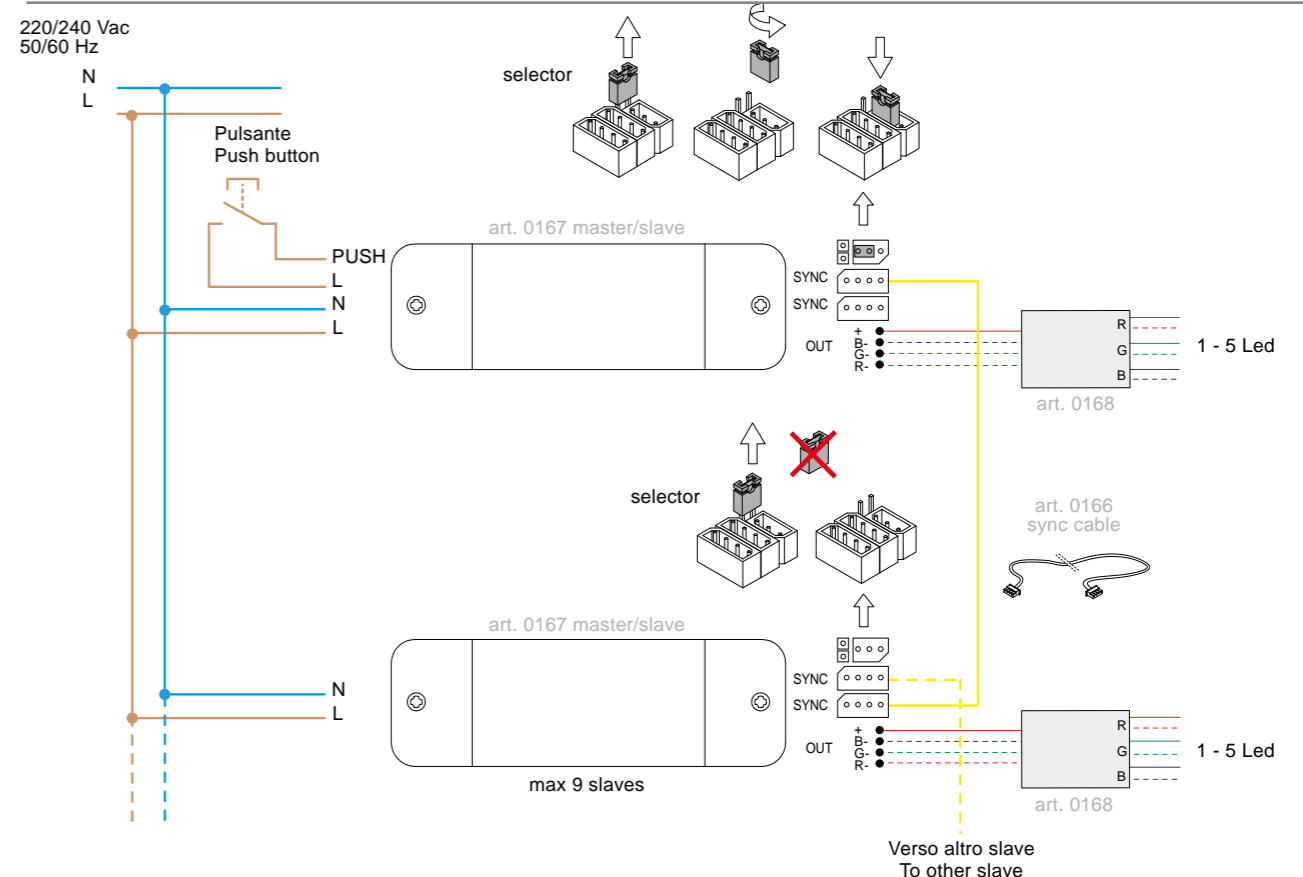 220/240 Vac
50/60 Hz
N
L
selector
Pulsante
Push button
art. 0167 master/slave
PUSH
L
N
L
SYNC
SYNC
OUT
+
B-
G-
R-
R
G
B
1 - 5 Led
art. 0168
selector
art. 0166
sync cable
art. 0167 master/slave
N
L
SYNC
SYNC
OUT
+
B-
G-
R-
R
G
B
1 - 5 Led
art. 0168
max 9 slaves
Verso altro slave
To other slave